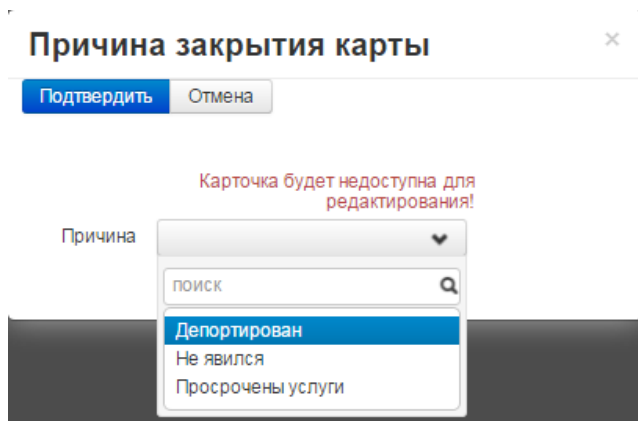 Причина закрытия карты
×
Подтвердить Отмена
Карточка будет недоступна для
редактирования!
Причина
поиск
Депортирован
Не явился
Просрочены услуги